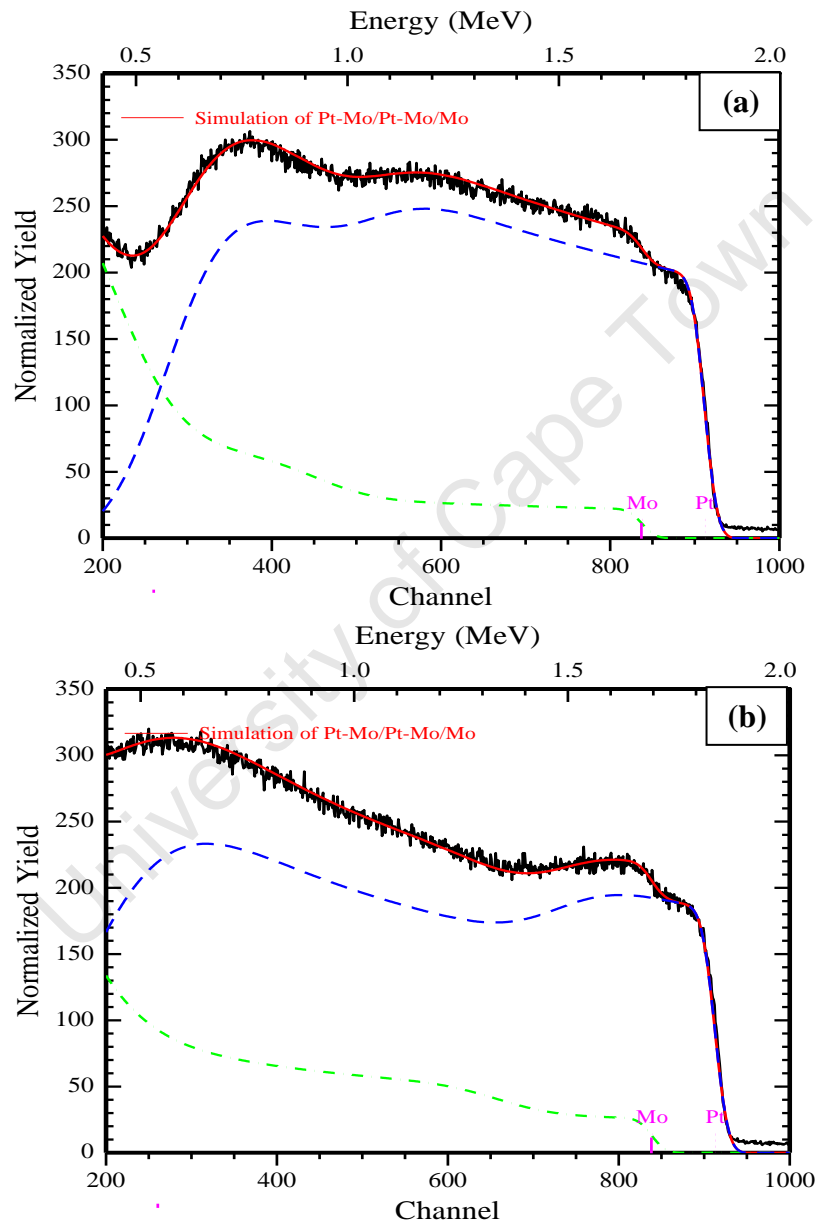 Energy (MeV)
0.5 1.0 1.5 2.0
350
(a)
Simulation of Pt-Mo/Pt-Mo/Mo
300
250
200
150
100
50
0
Normalized Yield
Mo Pt
200 400 600 800 1000
Channel
Energy (MeV)
0.5 1.0 1.5 2.0
350
(b)
Simulation of Pt-Mo/Pt-Mo/Mo
300
250
200
150
100
50
0
Normalized Yield
Mo Pt
200 400 600 800 1000
Channel
University of Cape Town